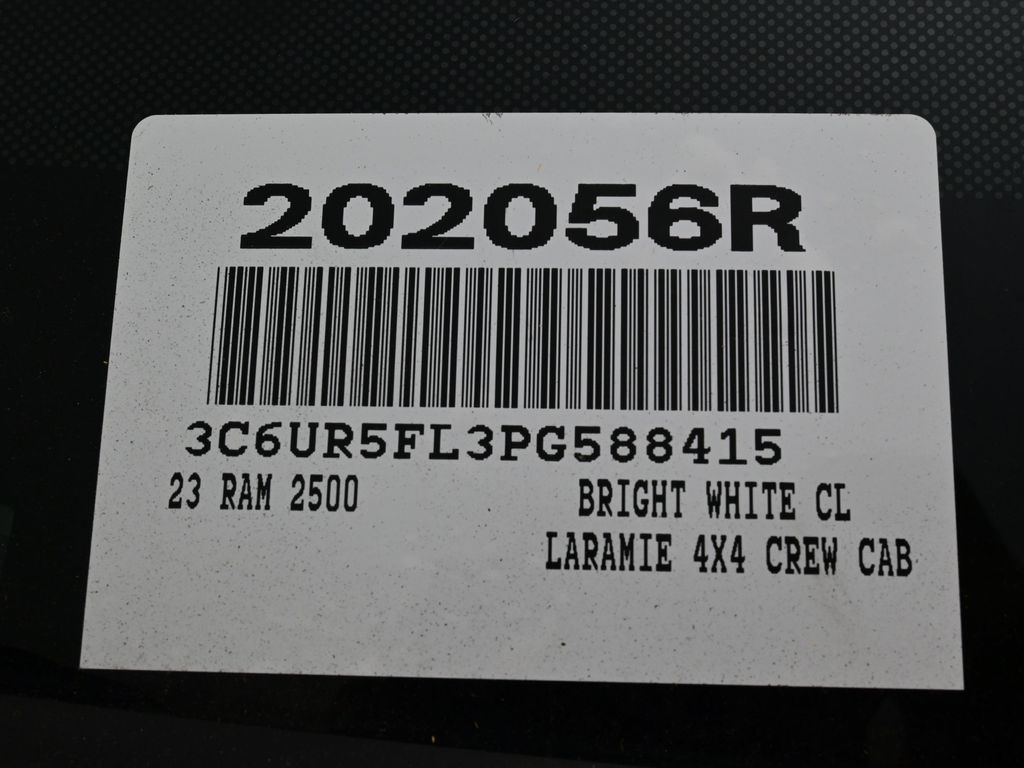 202056R
3C6UR5FL3PG588415
23 RAM 2500 BRIGHT WHITE CL
LARAMIE 4X4 CREW CAB